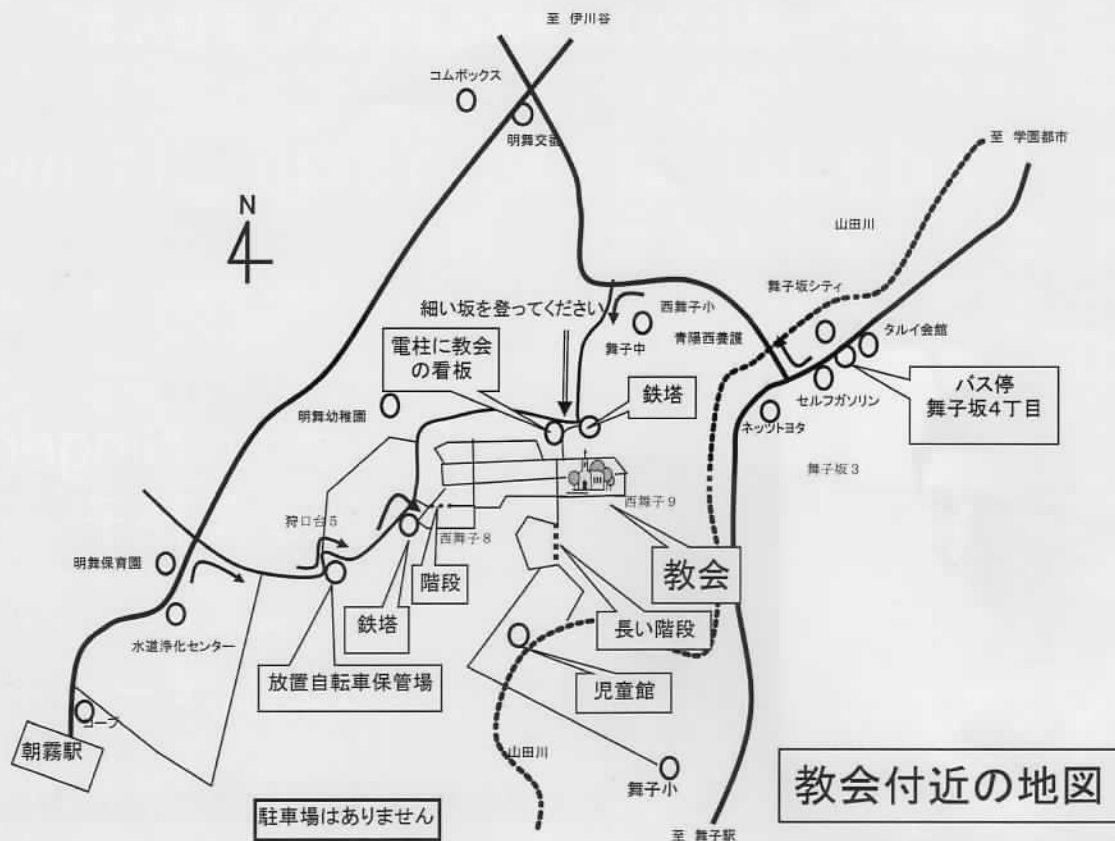 至 伊川谷
コムボックス
明舞交番
至 学園都市
N
山田川
舞子坂シティ
細い坂を登ってください
西舞子小
タルイ会館
電柱に教会
の看板
舞子中
青陽西養護
鉄塔
バス停
舞子坂4丁目
セルフガソリン
明舞幼稚園
ネッツトヨタ
舞子坂3
狩口台5
西舞子9
西舞子8
明舞保育園
階段
教会
鉄塔
長い階段
水道浄化センター
放置自転車保管場
児童館
コープ
朝霧駅
山田川
舞子小
教会付近の地図
駐車場はありません
至 舞子駅